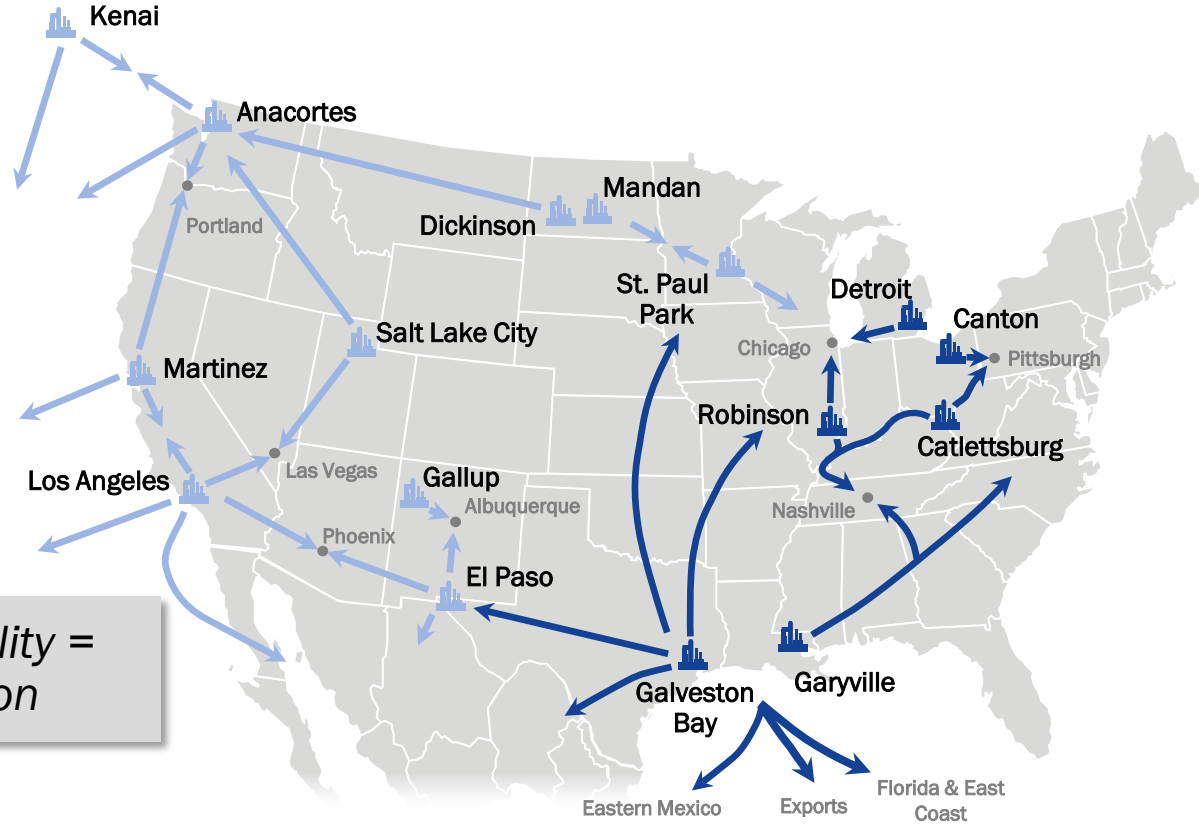 Kenai
Anacortes
Mandan
Dickinson
Portland
St. Paul
Park
Detroit
Canton
Salt Lake City
Chicago
Pittsburgh
Martinez
Robinson
Catlettsburg
Las Vegas
Los Angeles
Gallup
Albuquerque
Nashville
Phoenix
El Paso
lity =
on
Galveston
Bay
Garyville
Eastern Mexico
Exports
Florida & East
Coast